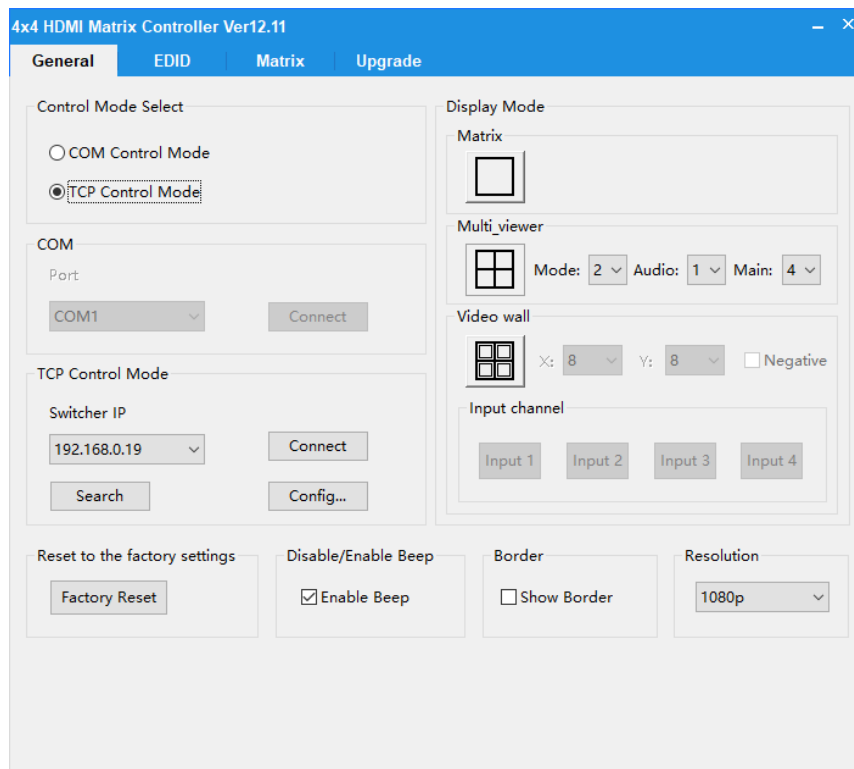 4x4 HDMI Matrix Controller Ver12.11
General EDID Matrix Upgrade
Control Mode Select
COM Control Mode
TCP Control Mode
COM
Port
COM1 Connect
TCP Control Mode
Switcher IP
192.168.0.19 Connect
Search Config...
Display Mode
Matrix
Multi_viewer
Mode: 2 Audio: 1 Main: 4
Video wall
X: 8 Y: 8 Negative
Input channel
Input 1 Input 2 Input 3 Input 4
Reset to the factory settings
Factory Reset
Disable/Enable Beep
Enable Beep
Border
Show Border
Resolution
1080p